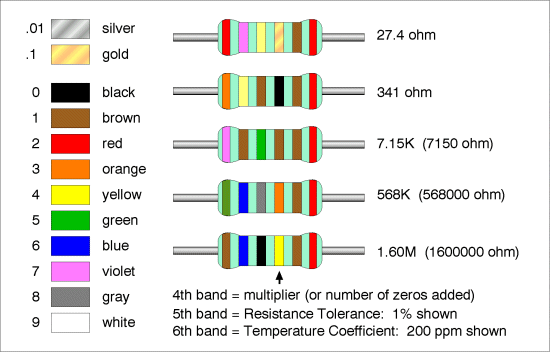 .01 silver
.1 gold
0 black
1 brown
2 red
3 orange
4 yellow
5 green
6 blue
7 violet
8 gray
9 white
27.4 ohm
341 ohm
7.15K (7150 ohm)
568K (568000 ohm)
1.60M (1600000 ohm)
4th band = multiplier (or number of zeros added)
5th band = Resistance Tolerance: 1% shown
6th band = Temperature Coefficient: 200 ppm shown